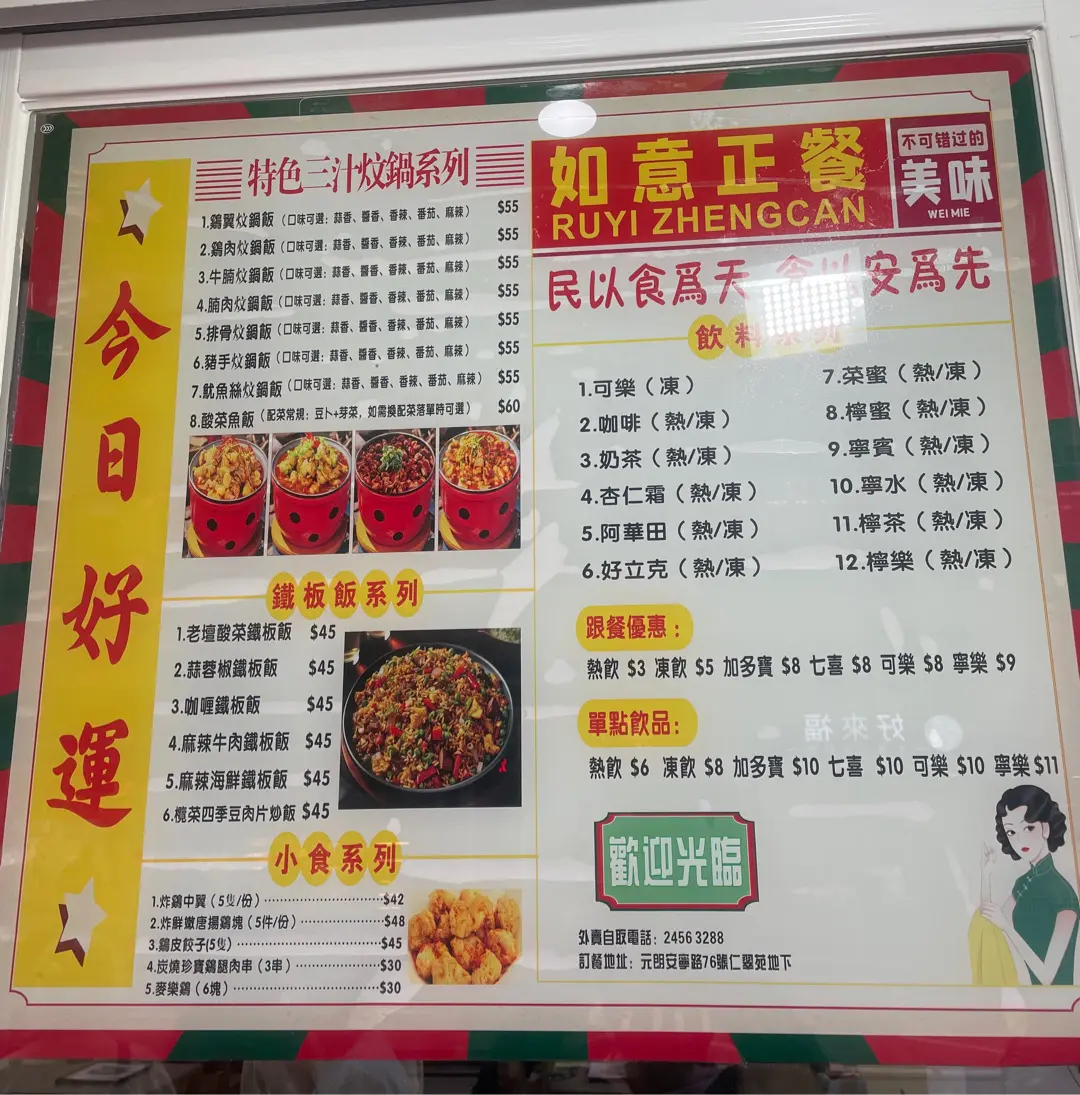 今日好運
特色三汁炆鍋系列
1.鷄翼炆鍋飯（口味可選：蒜香、醬香、香辣、番茄、麻辣） $55
2.鷄肉炆鍋飯（口味可選：蒜香、醬香、香辣、番茄、麻辣） $55
3.牛腩炆鍋飯（口味可選：蒜香、醬香、香辣、番茄、麻辣） $55
4.腩肉炆鍋飯（口味可選：蒜香、醬香、香辣、番茄、麻辣） $55
5.排骨炆鍋飯（口味可選：蒜香、醬香、香辣、番茄、麻辣） $55
6.豬手炆鍋飯（口味可選：蒜香、醬香、香辣、番茄、麻辣） $55
7.魷魚絲炆鍋飯（口味可選：蒜香、醬香、香辣、番茄、麻辣） $55
8.酸菜魚飯（配菜常規：豆卜+芽菜，如需換配菜落單時可選） $60
鐵板飯系列
1.老壇酸菜鐵板飯 $45
2.蒜蓉椒鐵板飯 $45
3.咖喱鐵板飯 $45
4.麻辣牛肉鐵板飯 $45
5.麻辣海鮮鐵板飯 $45
6.欖菜四季豆肉片炒飯 $45
小食系列
1.炸鷄中翼（5隻/份）$42
2.炸鮮嫩唐揚鷄塊（5件/份）$48
3.鷄皮餃子(5隻）$45
4.炭燒珍寶鷄腿肉串（3串）$30
5.麥樂鷄（6塊）$30
如意正餐
RUYI ZHENGCAN
不可错过的
美味
WEI MIE
民以食爲天 食以安爲先
飲料系列
1.可樂（凍）
2.咖啡（熱/凍）
3.奶茶（熱/凍）
4.杏仁霜（熱/凍）
5.阿華田（熱/凍）
6.好立克（熱/凍）
7.菜蜜（熱/凍）
8.檸蜜（熱/凍）
9.寧賓（熱/凍）
10.寧水（熱/凍）
11.檸茶（熱/凍）
12.檸樂（熱/凍）
跟餐優惠：
熱飲 $3 凍飲 $5 加多寶 $8 七喜 $8 可樂 $8 寧樂 $9
單點飲品：
熱飲 $6 凍飲 $8 加多寶 $10 七喜 $10 可樂 $10 寧樂 $11
歡迎光臨
外賣自取電話：2456 3288
訂餐地址：元朗安寧路76號仁翠苑地下